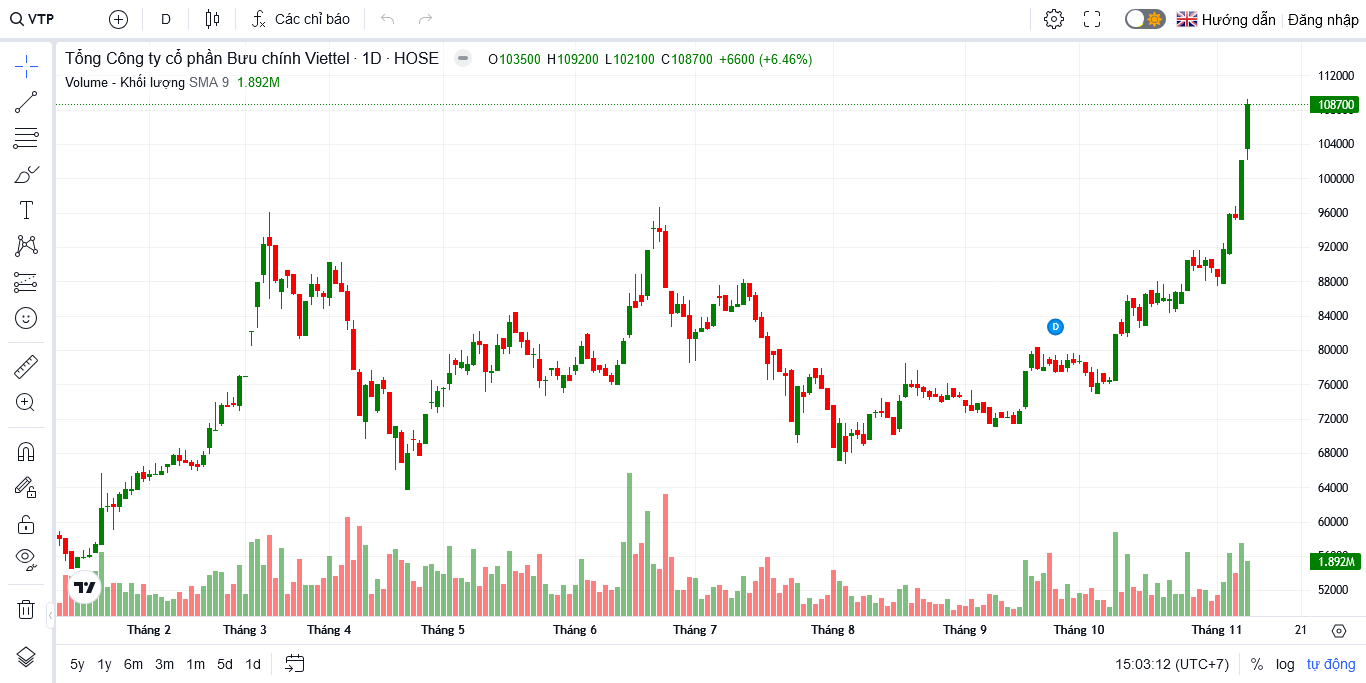 VTP D Các chỉ báo Hướng dẫn Đăng nhập
Tổng Công ty cổ phần Bưu chính Viettel · 1D · HOSE O103500 H109200 L102100 C108700 +6600 (+6.46%)
Volume - Khối lượng SMA 9 1.892M
112000
108700
104000
100000
96000
92000
88000
84000
D
80000
76000
72000
68000
64000
60000
1.892M
52000
Tháng 2 Tháng 3 Tháng 4 Tháng 5 Tháng 6 Tháng 7 Tháng 8 Tháng 9 Tháng 10 Tháng 11 21
5y 1y 6m 3m 1m 5d 1d 15:03:12 (UTC+7) % log tự động